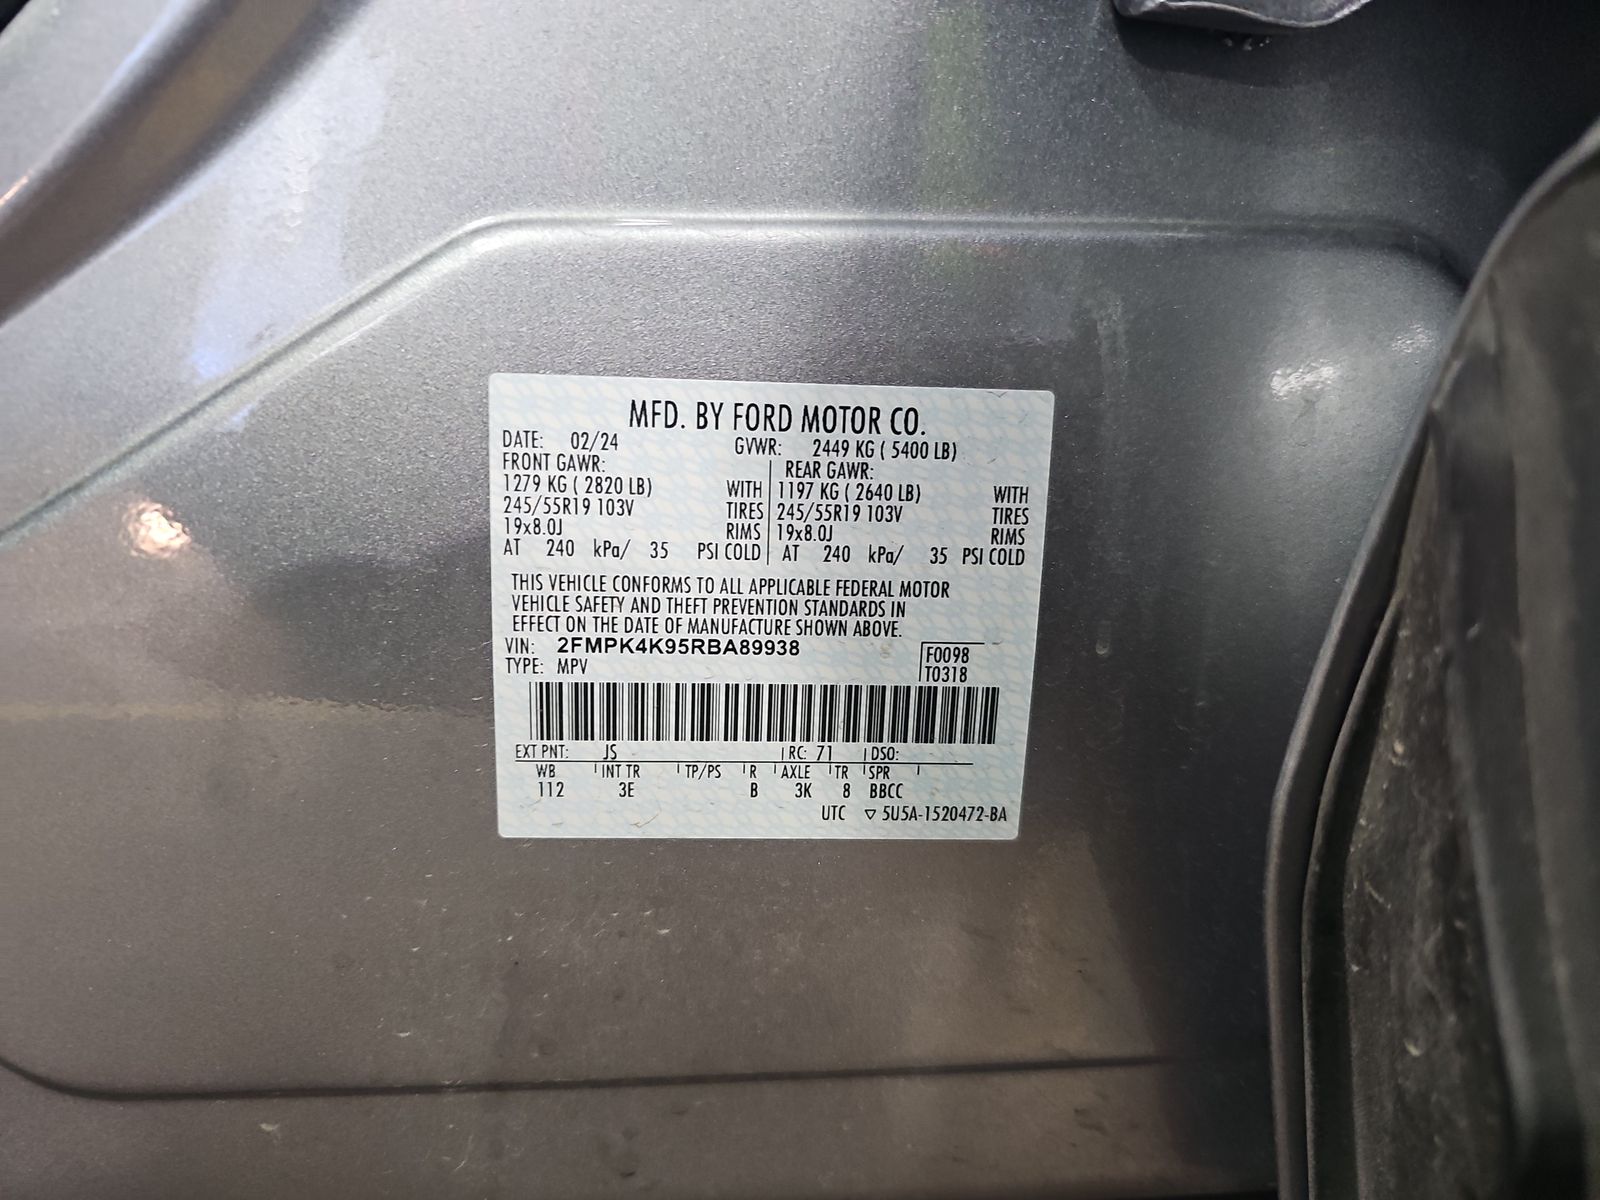 MFD. BY FORD MOTOR CO.
DATE: 02/24 GVWR: 2449 KG ( 5400 LB)
FRONT GAWR: REAR GAWR:
1279 KG ( 2820 LB) WITH 1197 KG ( 2640 LB) WITH
245/55R19 103V TIRES 245/55R19 103V TIRES
19x8.0J RIMS 19x8.0J RIMS
AT 240 kPa/ 35 PSI COLD AT 240 kPa/ 35 PSI COLD
THIS VEHICLE CONFORMS TO ALL APPLICABLE FEDERAL MOTOR
VEHICLE SAFETY AND THEFT PREVENTION STANDARDS IN
EFFECT ON THE DATE OF MANUFACTURE SHOWN ABOVE.
VIN: 2FMPK4K95RBA89938 F0098
TYPE: MPV T0318
EXT PNT: JS RC: 71 DSO:
WB INT TR TP/PS R AXLE TR SPR
112 3E B 3K 8 BBCC
UTC ▽ 5U5A-1520472-BA